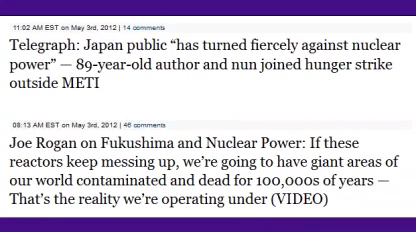 11:02 AM EST on May 3rd, 2012 | 14 comments
Telegraph: Japan public “has turned fiercely against nuclear
power” — 89-year-old author and nun joined hunger strike
outside METI
08:13 AM EST on May 3rd, 2012 | 46 comments
Joe Rogan on Fukushima and Nuclear Power: If these
reactors keep messing up, we’re going to have giant areas of
our world contaminated and dead for 100,000s of years —
That’s the reality we’re operating under (VIDEO)